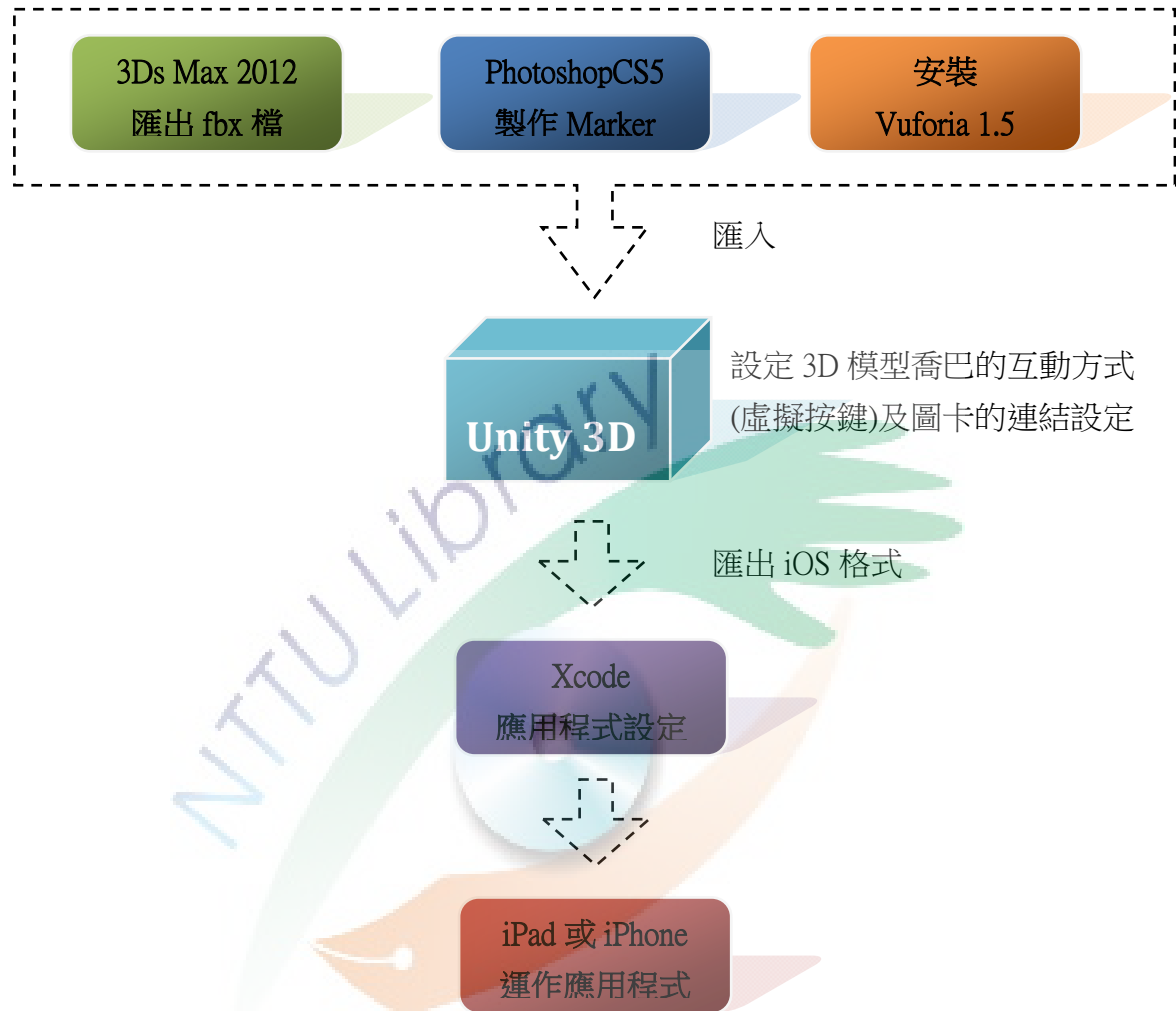 3Ds Max 2012
匯出 fbx 檔
PhotoshopCS5
製作 Marker
安裝
Vuforia 1.5
匯入
Unity 3D
設定 3D 模型喬巴的互動方式
(虛擬按鍵)及圖卡的連結設定
匯出 iOS 格式
Xcode
應用程式設定
iPad 或 iPhone
運作應用程式
NTTU Library